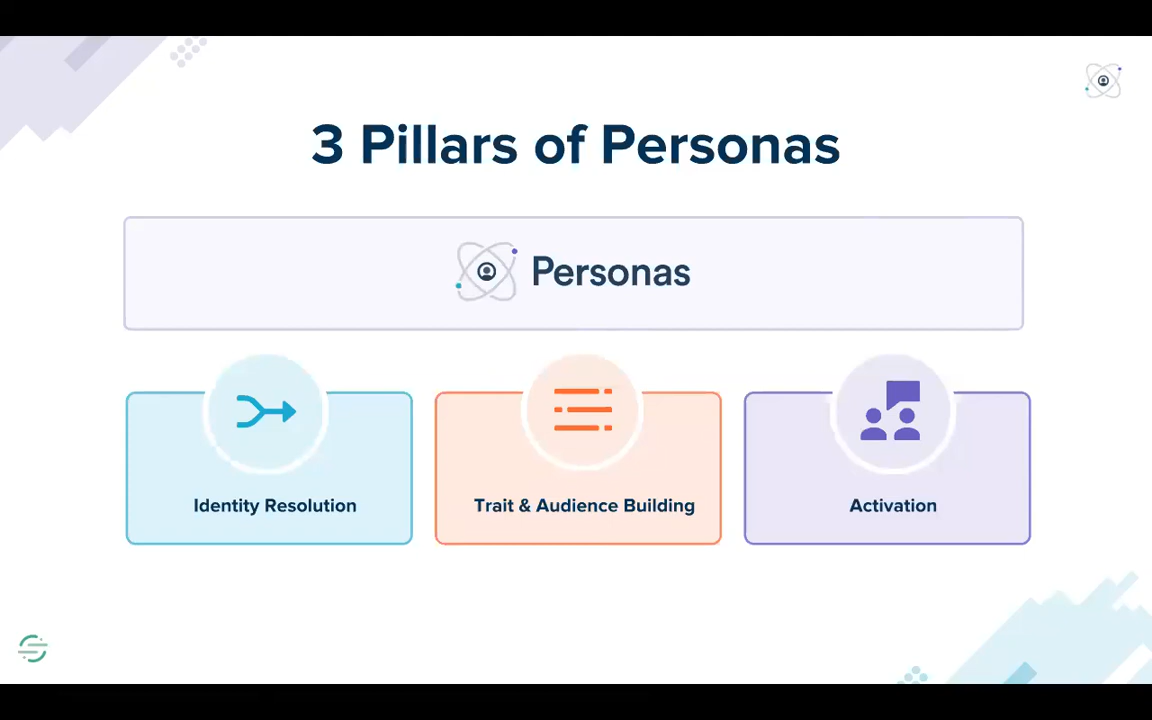 3 Pillars of Personas
Personas
Identity Resolution
Trait & Audience Building
Activation